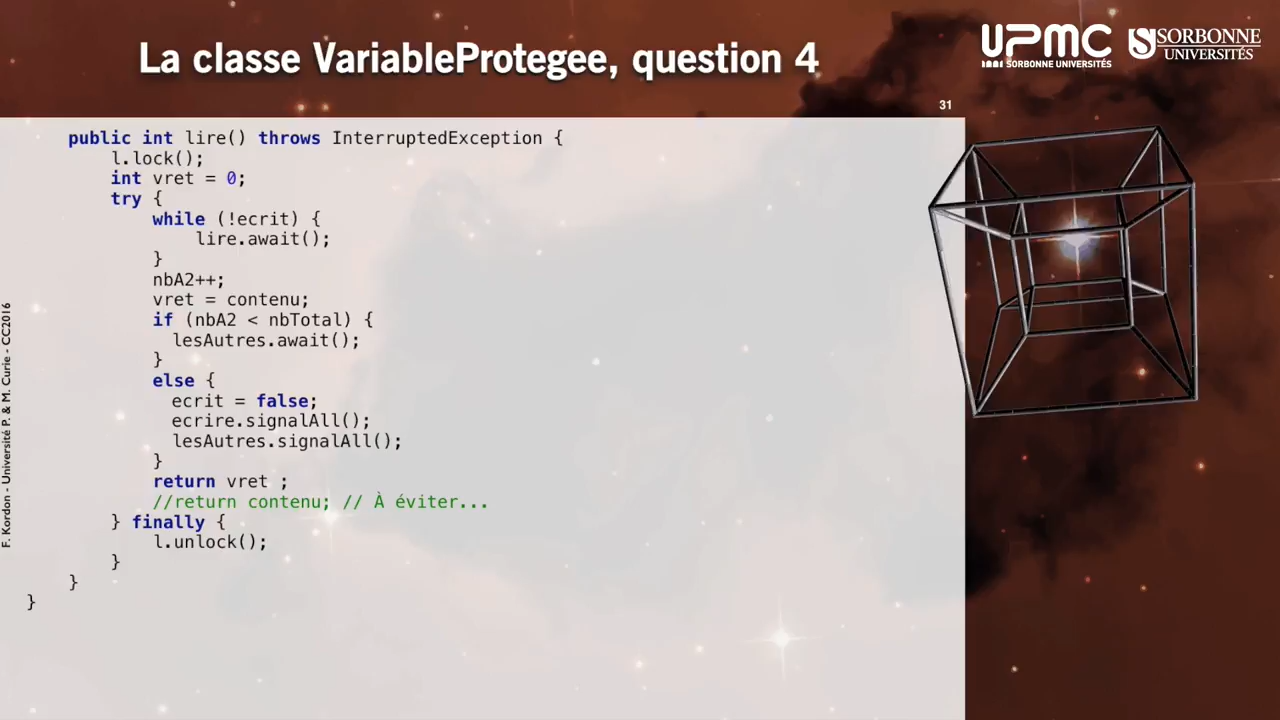 La classe VariableProtegee, question 4
UPMC
SORBONNE UNIVERSITÉS
SORBONNE
UNIVERSITÉS
31
public int lire() throws InterruptedException {
l.lock();
int vret = 0;
try {
while (!ecrit) {
lire.await();
}
nbA2++;
vret = contenu;
if (nbA2 < nbTotal) {
lesAutres.await();
}
else {
ecrit = false;
ecrire.signalAll();
lesAutres.signalAll();
}
return vret ;
//return contenu; // À éviter...
} finally {
l.unlock();
}
}
}
F. Kordon - Université P. & M. Curie - CC2016